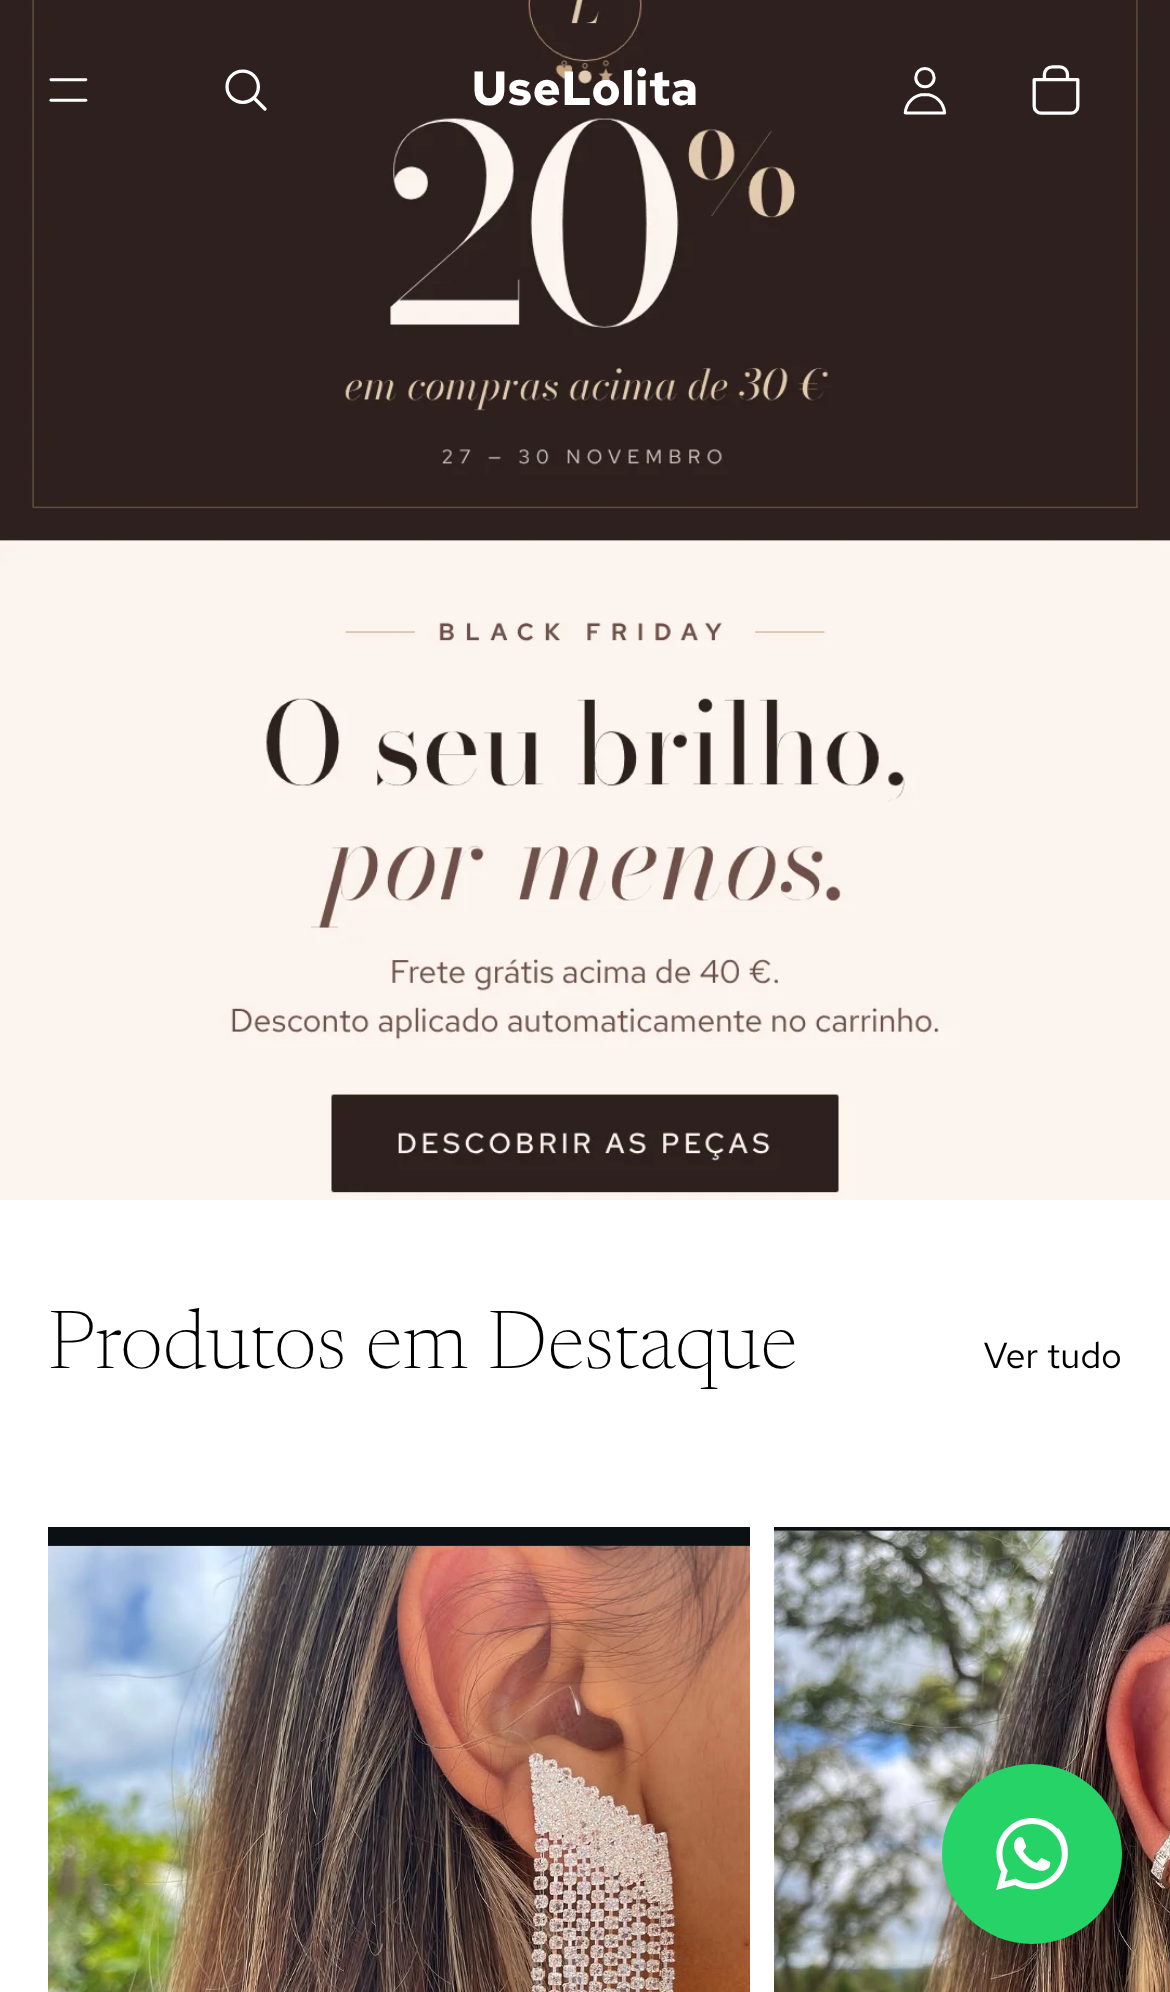 L
UseLolita
20%
em compras acima de 30 €
27 – 30 NOVEMBRO
BLACK FRIDAY
O seu brilho,
por menos.
Frete grátis acima de 40 €.
Desconto aplicado automaticamente no carrinho.
DESCOBRIR AS PEÇAS
Produtos em Destaque
Ver tudo